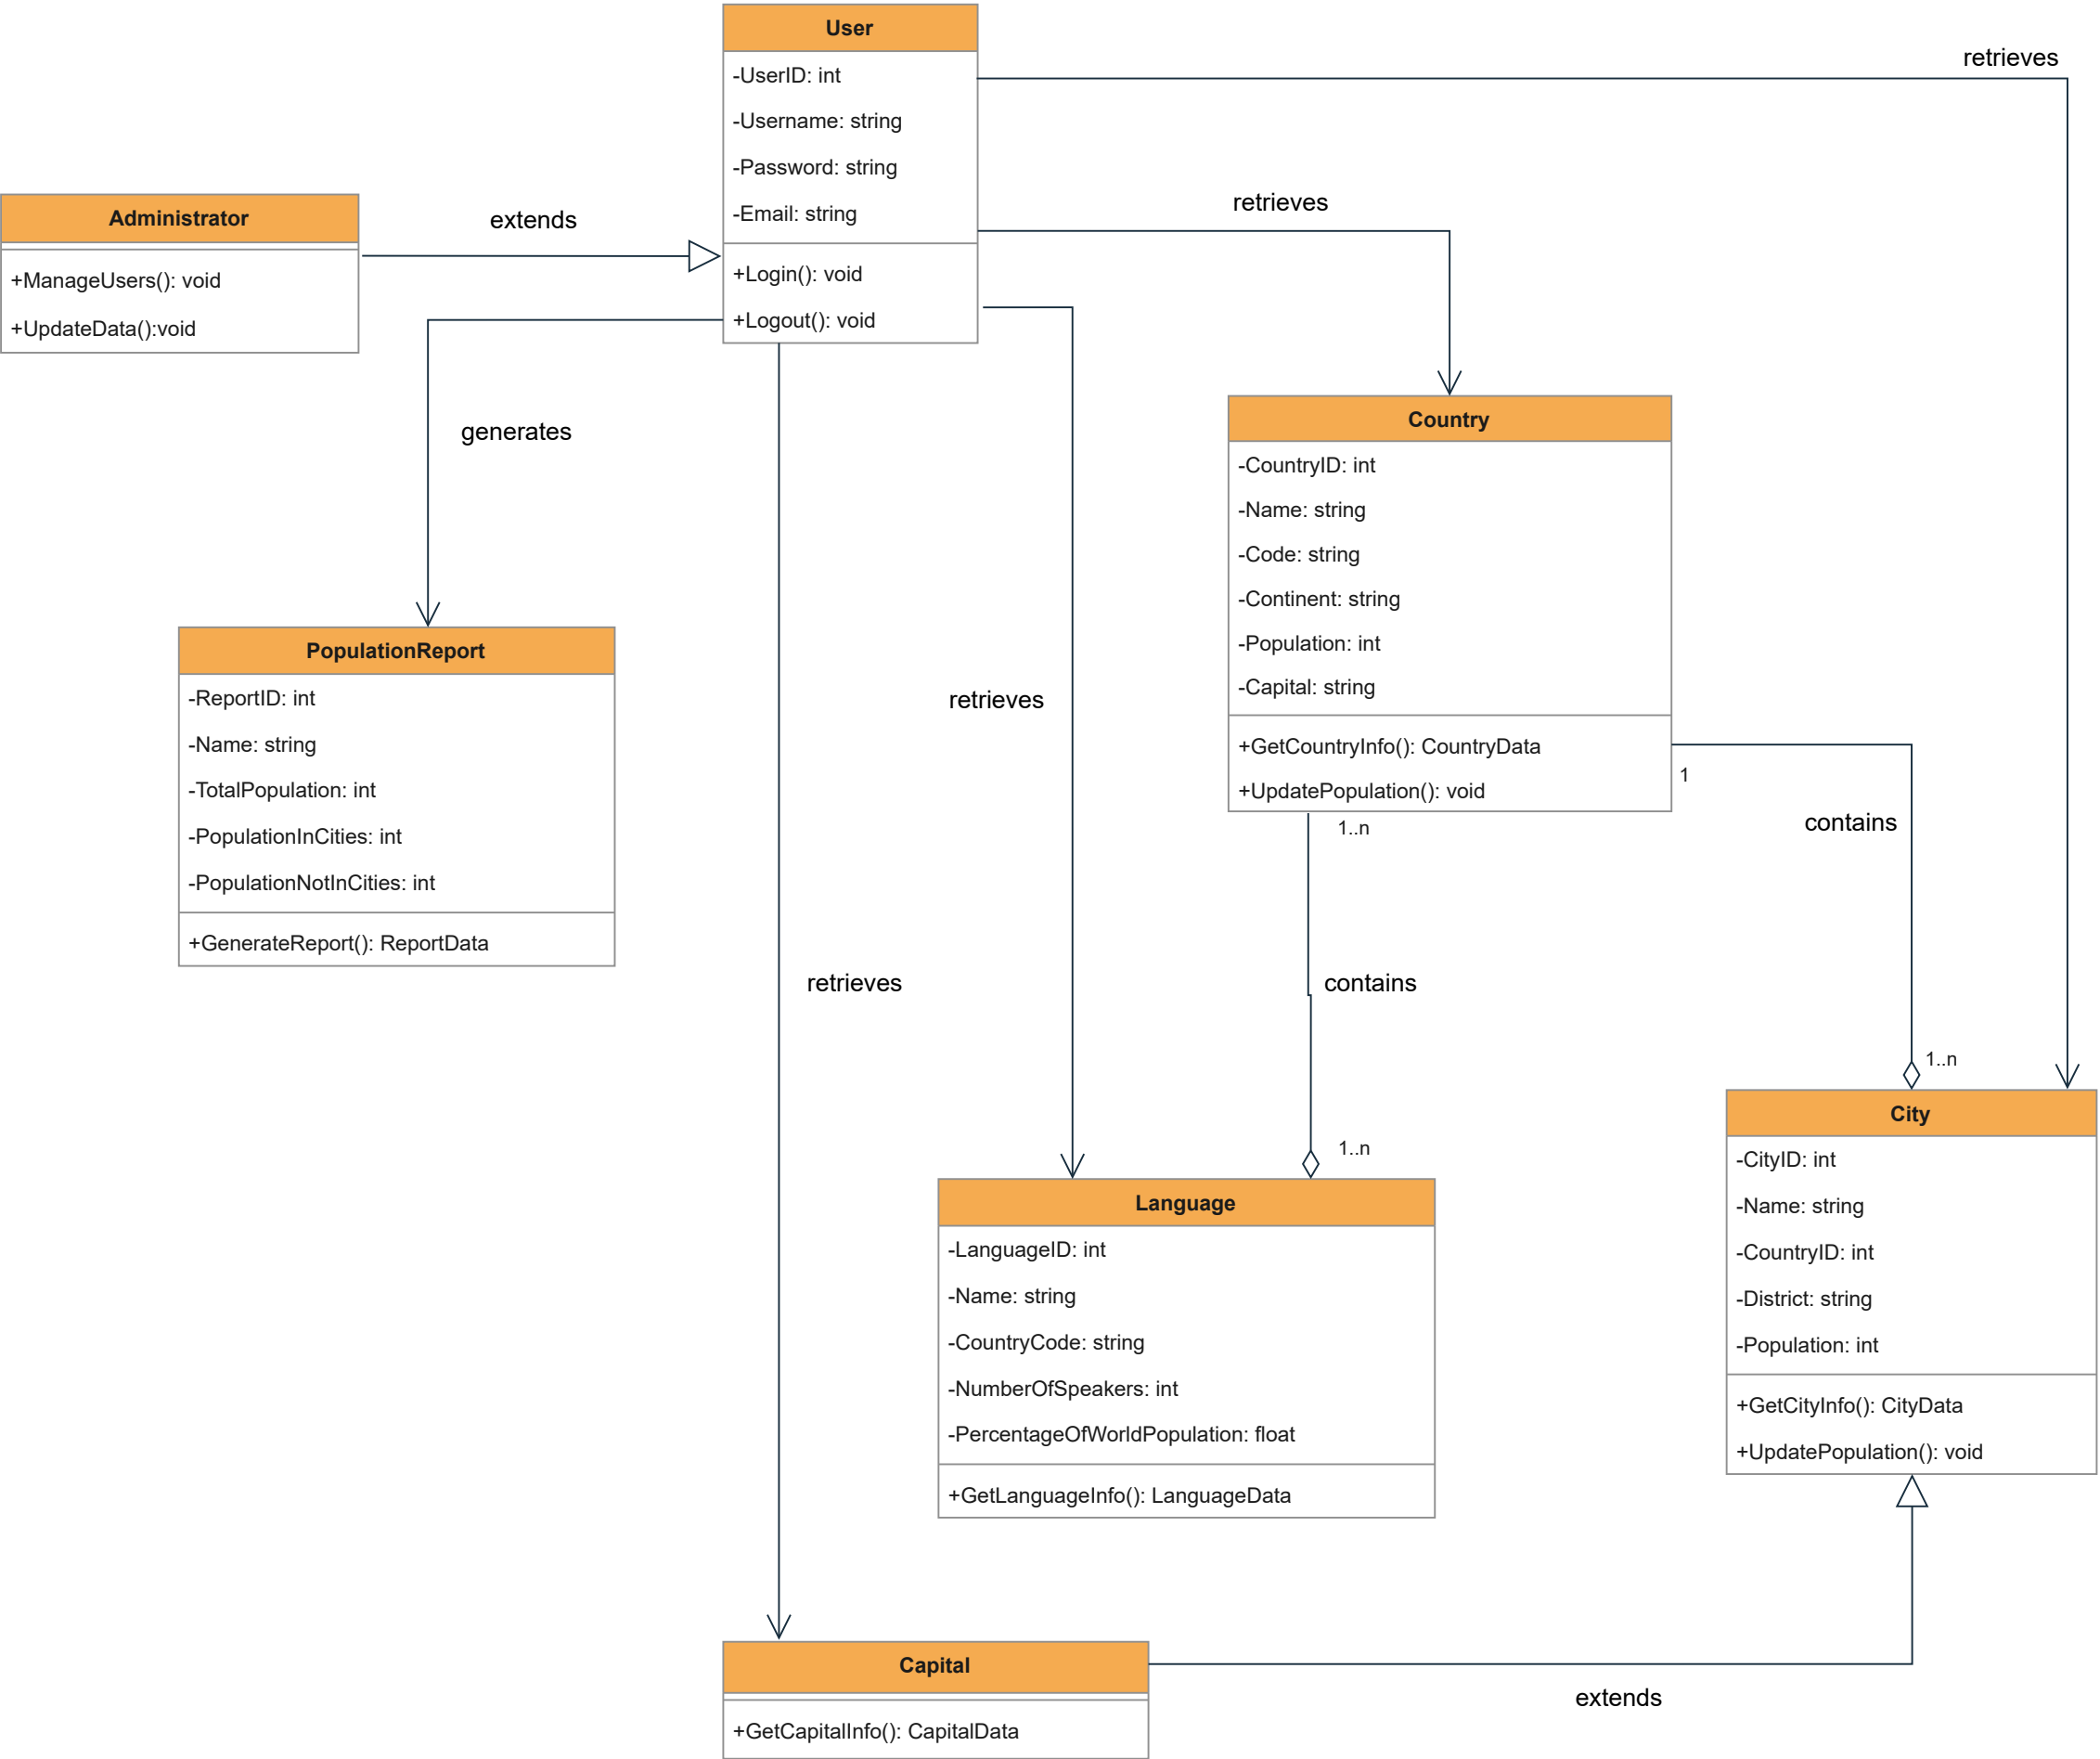 User
-UserID: int
-Username: string
-Password: string
-Email: string
+Login(): void
+Logout(): void
retrieves
retrieves
Administrator
+ManageUsers(): void
+UpdateData():void
extends
generates
Country
-CountryID: int
-Name: string
-Code: string
-Continent: string
-Population: int
-Capital: string
+GetCountryInfo(): CountryData
+UpdatePopulation(): void
PopulationReport
-ReportID: int
-Name: string
-TotalPopulation: int
-PopulationInCities: int
-PopulationNotInCities: int
+GenerateReport(): ReportData
retrieves
1
contains
1..n
retrieves
contains
1..n
1..n
City
-CityID: int
-Name: string
-CountryID: int
-District: string
-Population: int
+GetCityInfo(): CityData
+UpdatePopulation(): void
Language
-LanguageID: int
-Name: string
-CountryCode: string
-NumberOfSpeakers: int
-PercentageOfWorldPopulation: float
+GetLanguageInfo(): LanguageData
Capital
+GetCapitalInfo(): CapitalData
extends